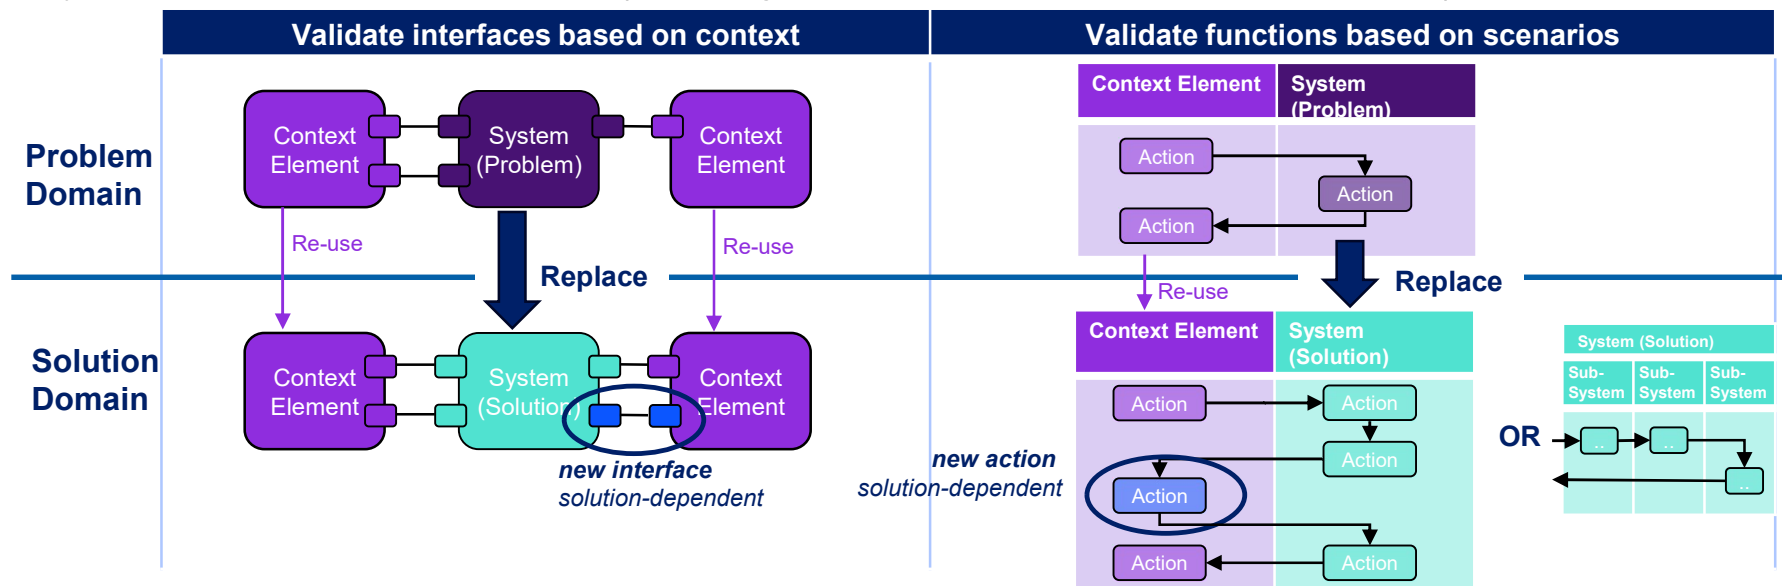 Validate interfaces based on context
Validate functions based on scenarios
Problem
Domain
Context
Element
System
(Problem)
Context
Element
Re-use
Replace
Re-use
Solution
Domain
Context
Element
System
(Solution)
Context
Element
new interface
solution-dependent
Context Element
System
(Problem)
Action
Action
Action
Re-use
Replace
Context Element
System
(Solution)
Action
Action
Action
new action
solution-dependent
Action
Action
Action
OR
System (Solution)
Sub-
System
Sub-
System
Sub-
System
..
..
..